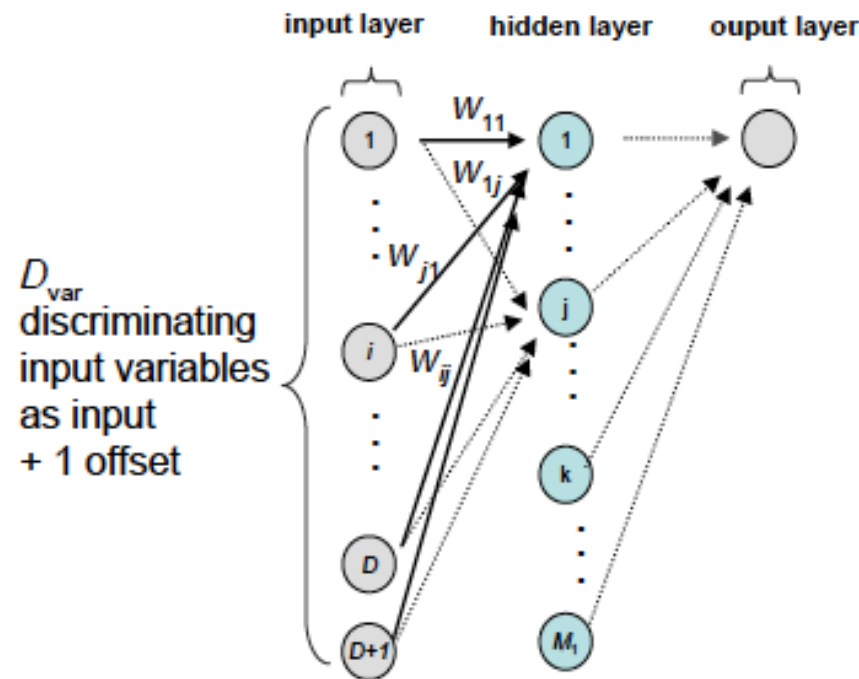 input layer hidden layer ouput layer
1 W11 1
W1j
Wj1
Dvar
discriminating
input variables
as input
+ 1 offset
j
i Wij
k
D
D+1 M1